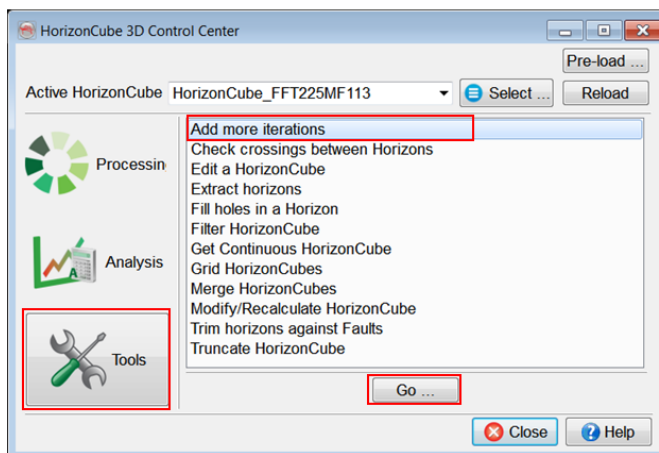 HorizonCube 3D Control Center
Pre-load ...
Active HorizonCube HorizonCube_FFT225MF113 Select ... Reload
Processin
Analysis
Tools
Add more iterations
Check crossings between Horizons
Edit a HorizonCube
Extract horizons
Fill holes in a Horizon
Filter HorizonCube
Get Continuous HorizonCube
Grid HorizonCubes
Merge HorizonCubes
Modify/Recalculate HorizonCube
Trim horizons against Faults
Truncate HorizonCube
Go ...
Close Help